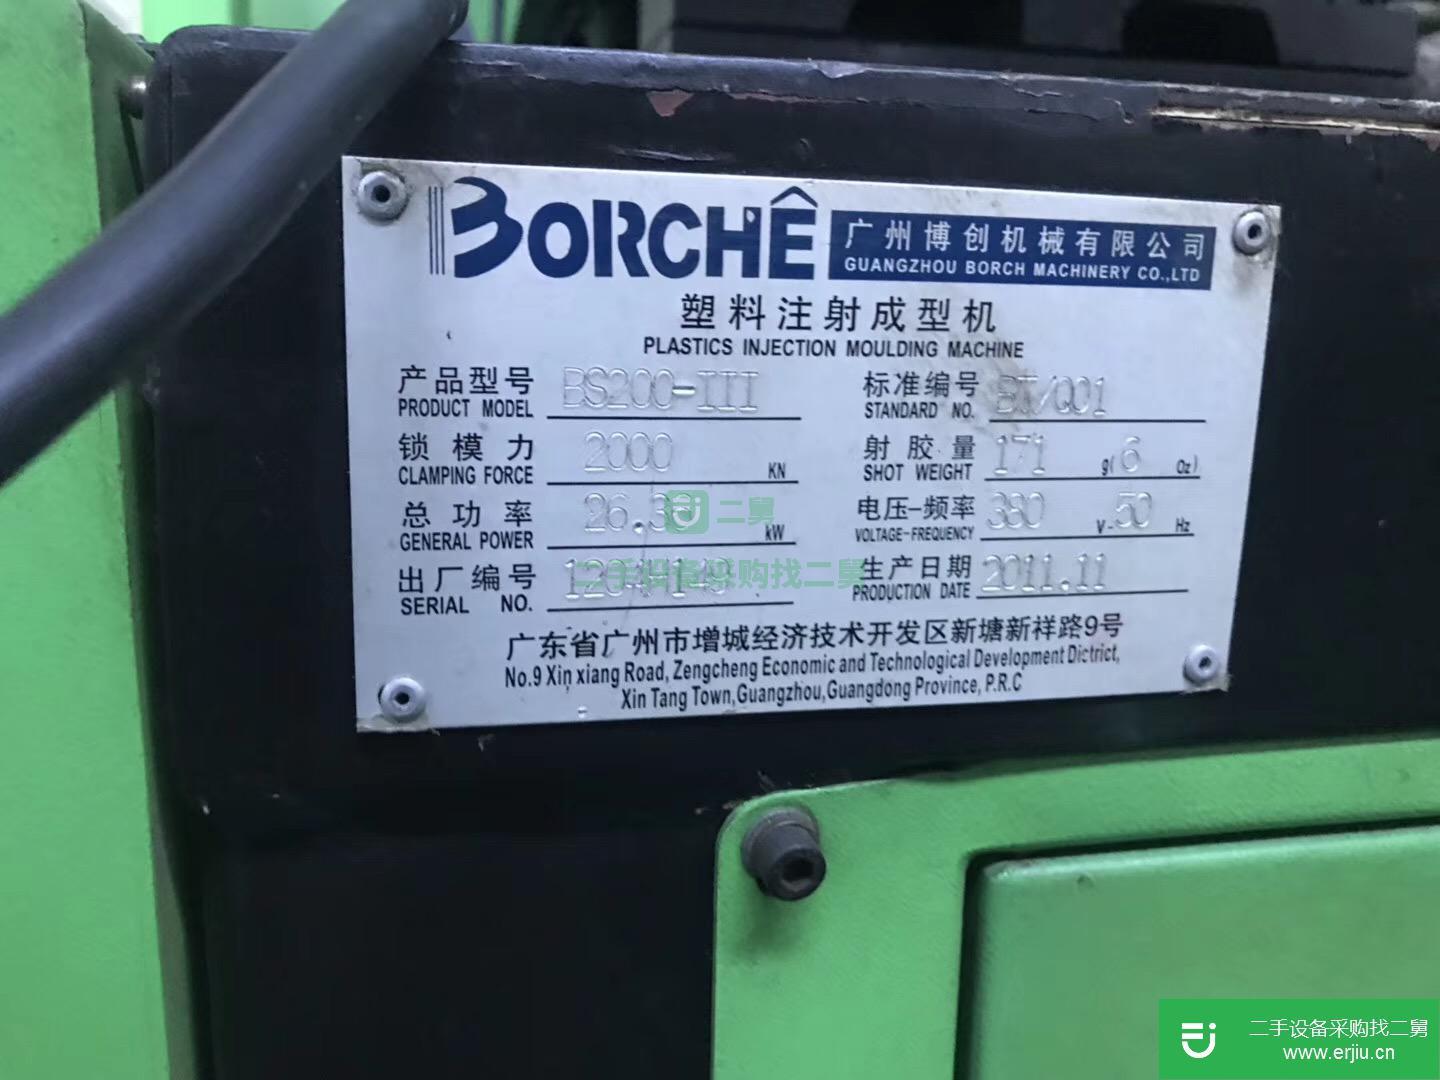 BORCHÊ 广州博创机械有限公司
GUANGZHOU BORCH MACHINERY CO.,LTD
塑料注射成型机
PLASTICS INJECTION MOULDING MACHINE
产品型号 BS200-III 标准编号 BT/Q01
PRODUCT MODEL STANDARD NO.
锁模力 2000 KN 射胶量 171 g( 6 Oz)
CLAMPING FORCE SHOT WEIGHT
总功率 kW 电压-频率 380 V- 50 Hz
GENERAL POWER VOLTAGE-FREQUENCY
二舅
出厂编号 生产日期 2011.11
SERIAL NO. PRODUCTION DATE
二手设备采购找二舅
广东省广州市增城经济技术开发区新塘新祥路9号
No.9 Xin xiang Road, Zengcheng Economic and Technological Development Dictrict,
Xin Tang Town,Guangzhou,Guangdong Province, P.R.C
二手设备采购找二舅
www.erjiu.cn